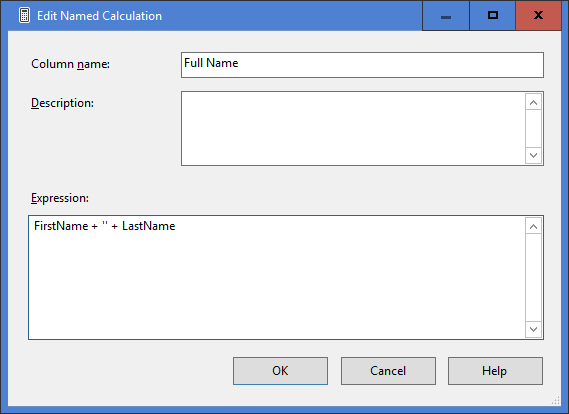 Edit Named Calculation
Column name:
Full Name
Description:
Expression:
FirstName + '' + LastName
OK
Cancel
Help